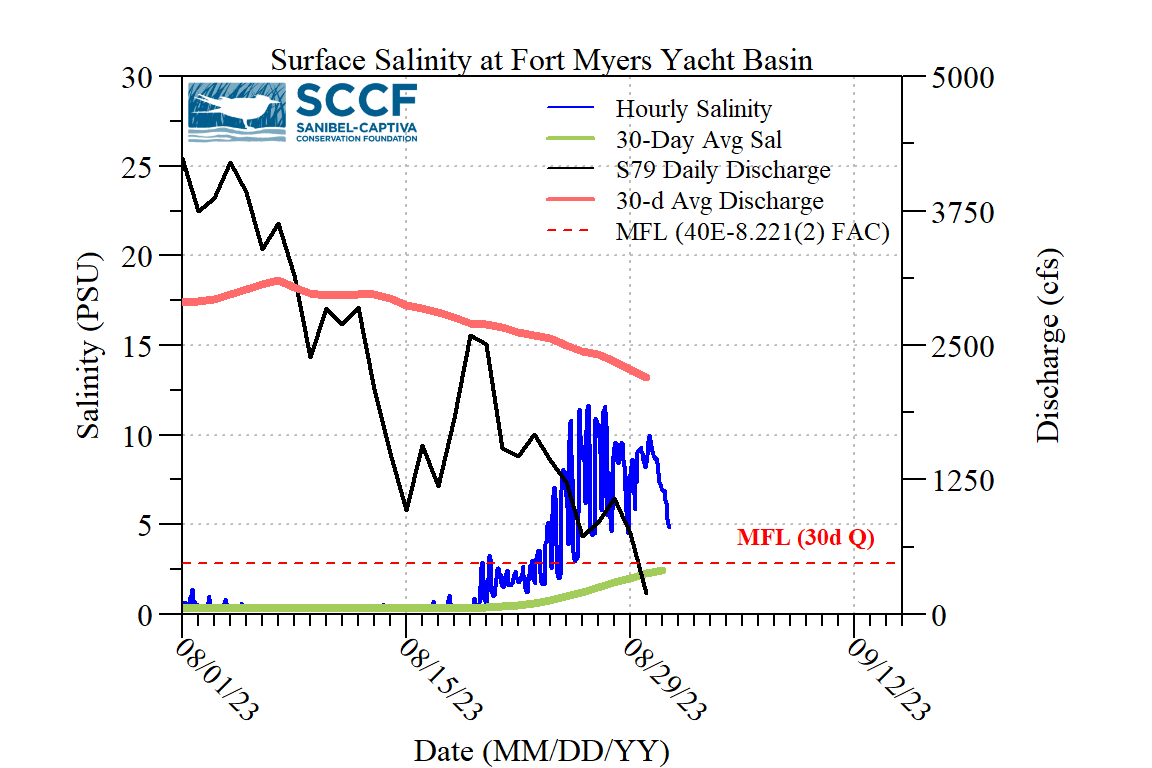 Surface Salinity at Fort Myers Yacht Basin
SCCF
SANIBEL-CAPTIVA
CONSERVATION FOUNDATION
Hourly Salinity
30-Day Avg Sal
S79 Daily Discharge
30-d Avg Discharge
MFL (40E-8.221(2) FAC)
MFL (30d Q)
Salinity (PSU)
30
25
20
15
10
5
0
Discharge (cfs)
5000
3750
2500
1250
0
08/01/23
08/15/23
08/29/23
09/12/23
Date (MM/DD/YY)